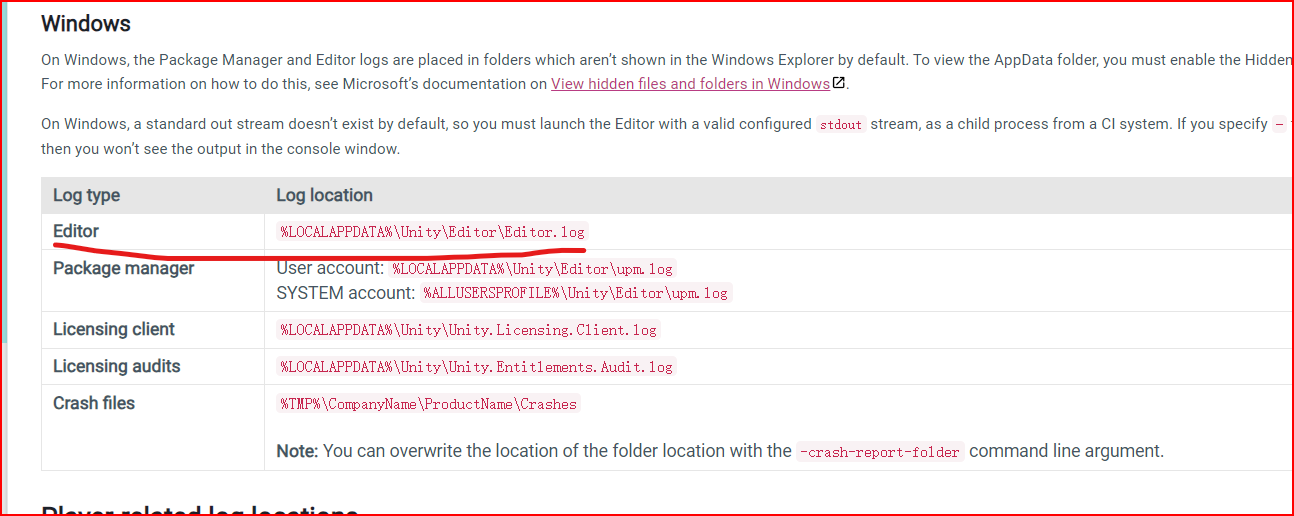 Windows
On Windows, the Package Manager and Editor logs are placed in folders which aren't shown in the Windows Explorer by default. To view the AppData folder, you must enable the Hidden
For more information on how to do this, see Microsoft's documentation on View hidden files and folders in Windows.
On Windows, a standard out stream doesn't exist by default, so you must launch the Editor with a valid configured stdout stream, as a child process from a CI system. If you specify -
then you won't see the output in the console window.
Log type Log location
Editor %LOCALAPPDATA%\Unity\Editor\Editor.log
Package manager User account: %LOCALAPPDATA%\Unity\Editor\upm.log
SYSTEM account: %ALLUSERSPROFILE%\Unity\Editor\upm.log
Licensing client %LOCALAPPDATA%\Unity\Unity.Licensing.Client.log
Licensing audits %LOCALAPPDATA%\Unity\Unity.Entitlements.Audit.log
Crash files %TMP%\CompanyName\ProductName\Crashes
Note: You can overwrite the location of the folder location with the -crash-report-folder command line argument.
Player related log locations